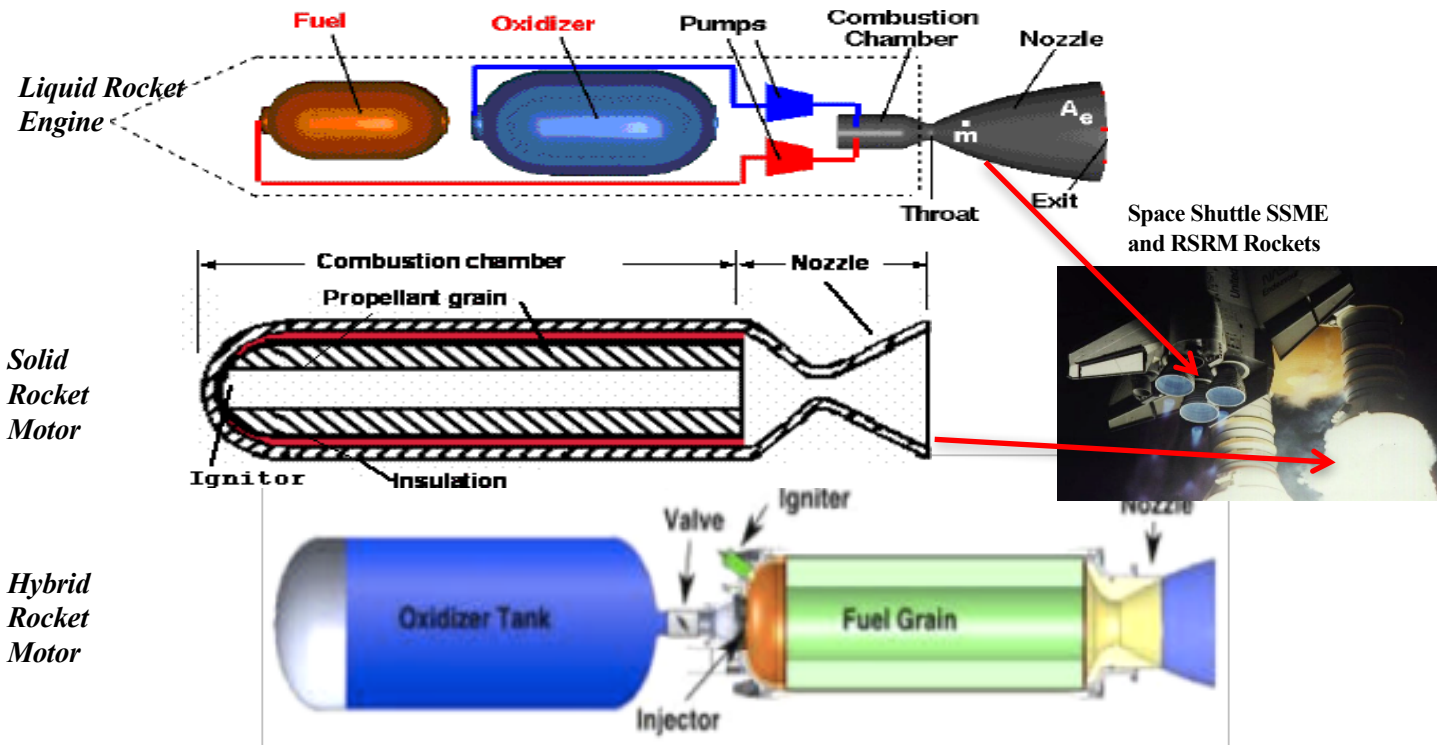 Fuel
Oxidizer
Pumps
Combustion
Chamber
Nozzle
Liquid Rocket
Engine
A_e
ṁ
Throat
Exit
Space Shuttle SSME
and RSRM Rockets
Combustion chamber
Nozzle
Propellant grain
Solid
Rocket
Motor
Ignitor
Insulation
Igniter
Valve
Nozzle
Hybrid
Rocket
Motor
Oxidizer Tank
Fuel Grain
Injector